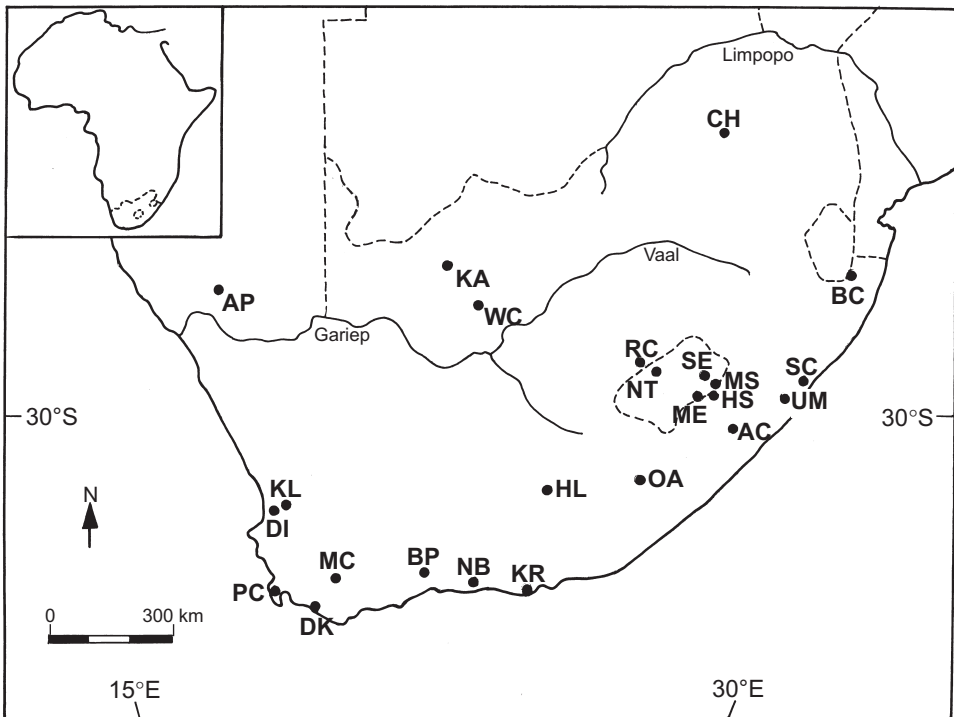 Limpopo
CH
Vaal
KA
AP
WC
BC
Gariep
RC
SE
SC
MS
NT
HS
UM
ME
30°S
30°S
AC
KL
HL
OA
N
DI
MC
BP
NB
KR
PC
0
300 km
DK
15°E
30°E